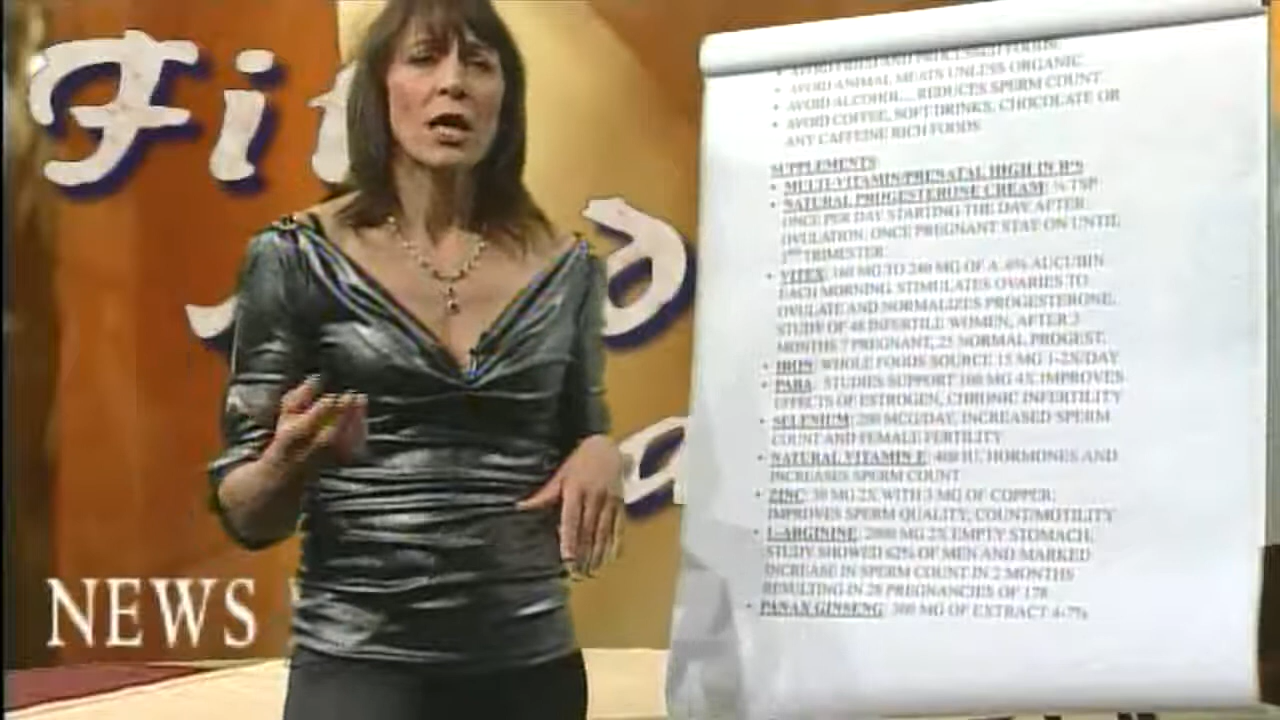 Fit
NEWS
AVOID FRIED AND PROCESSED FOODS
• AVOID ANIMAL MEATS UNLESS ORGANIC
• AVOID ALCOHOL... REDUCES SPERM COUNT
• AVOID COFFEE, SOFT DRINKS, CHOCOLATE OR
ANY CAFFEINE RICH FOODS
SUPPLEMENTS
• MULTI-VITAMIN/PRENATAL HIGH IN B'S
• NATURAL PROGESTERONE CREAM: TSP
ONCE PER DAY STARTING THE DAY AFTER
OVULATION. ONCE PREGNANT STAY ON UNTIL
TRIMESTER
• VITEX: 160 MG TO 240 MG OF A .6% AUCUBIN
EACH MORNING. STIMULATES OVARIES TO
OVULATE AND NORMALIZES PROGESTERONE.
STUDY OF 48 INFERTILE WOMEN, AFTER 3
MONTHS 7 PREGNANT, 25 NORMAL PROGEST.
• IRON: WHOLE FOODS SOURCE 15 MG 1-2X/DAY
• PABA: STUDIES SUPPORT 100 MG 4X IMPROVES
EFFECTS OF ESTROGEN, CHRONIC INFERTILITY
• SELENIUM: 200 MCG/DAY, INCREASED SPERM
COUNT AND FEMALE FERTILITY
• NATURAL VITAMIN E: 400 IU, HORMONES AND
INCREASES SPERM COUNT
• ZINC: 30 MG 2X WITH 3 MG OF COPPER;
IMPROVES SPERM QUALITY, COUNT/MOTILITY
• L-ARGININE: 2000 MG 2X EMPTY STOMACH,
STUDY SHOWED 62% OF MEN AND MARKED
INCREASE IN SPERM COUNT IN 2 MONTHS
RESULTING IN 28 PREGNANCIES OF 178
• PANAX GINSENG: 300 MG OF EXTRACT 4-7%